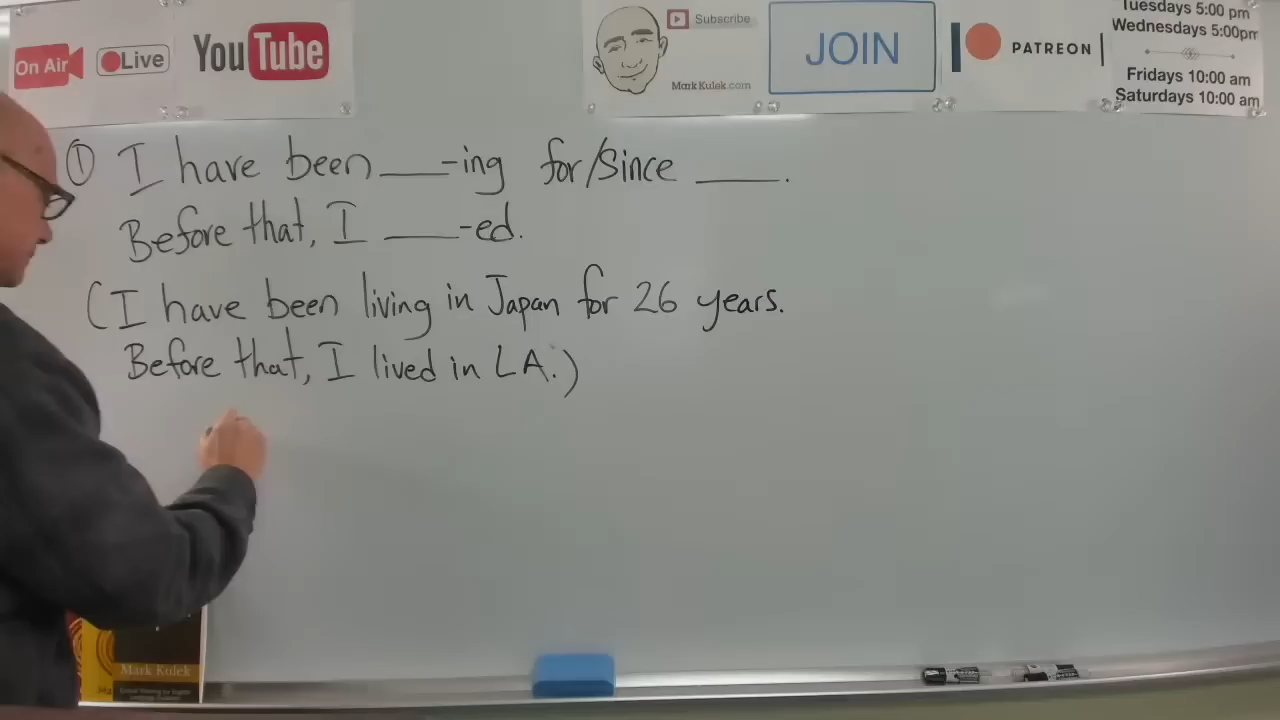 On Air
Live
YouTube
Subscribe
MarkKulek.com
JOIN
PATREON
Tuesdays 5:00 pm
Wednesdays 5:00pm
Fridays 10:00 am
Saturdays 10:00 am
① I have been ___-ing for/since ___.
Before that, I ___-ed.
(I have been living in Japan for 26 years.
Before that, I lived in LA.)
Mark Kulek